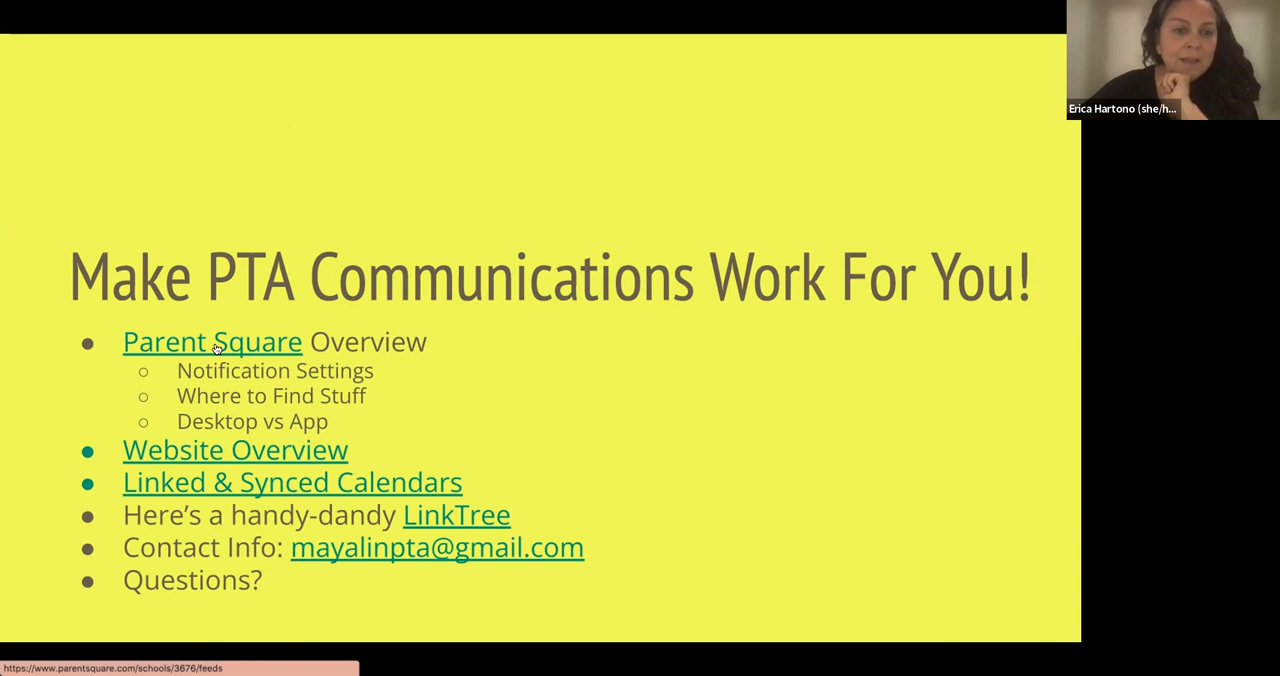 Erica Hartono (she/h...
Make PTA Communications Work For You!
● Parent Square Overview
○ Notification Settings
○ Where to Find Stuff
○ Desktop vs App
● Website Overview
● Linked & Synced Calendars
● Here’s a handy-dandy LinkTree
● Contact Info: mayalinpta@gmail.com
● Questions?
https://www.parentsquare.com/schools/3676/feeds